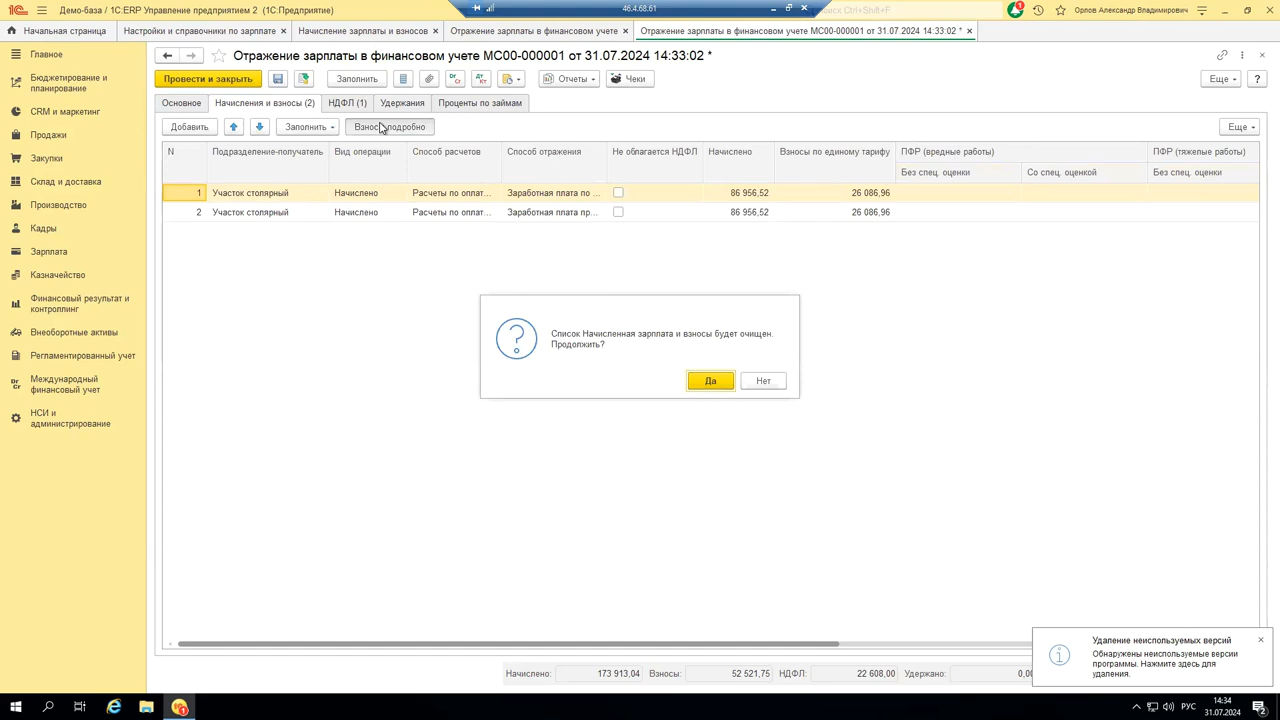 Демо-база / 1С:ERP Управление предприятием 2 (1С:Предприятие)
46.4.68.61
Поиск Ctrl+Shift+F
Орлов Александр Владимирович
Начальная страница
Настройки и справочники по зарплате
Начисление зарплаты и взносов
Отражение зарплаты в финансовом учете
Отражение зарплаты в финансовом учете МС00-000001 от 31.07.2024 14:33:02 *
Главное
Бюджетирование и
планирование
CRM и маркетинг
Продажи
Закупки
Склад и доставка
Производство
Кадры
Зарплата
Казначейство
Финансовый результат и
контроллинг
Внеоборотные активы
Регламентированный учет
Международный
финансовый учет
НСИ и
администрирование
Отражение зарплаты в финансовом учете МС00-000001 от 31.07.2024 14:33:02 *
Провести и закрыть
Заполнить
Отчеты
Чеки
Еще
?
Основное
Начисления и взносы (2)
НДФЛ (1)
Удержания
Проценты по займам
Добавить
Заполнить
Взносы подробно
Еще
N
Подразделение-получатель
Вид операции
Способ расчетов
Способ отражения
Не облагается НДФЛ
Начислено
Взносы по единому тарифу
ПФР (вредные работы)
ПФР (тяжелые работы)
Без спец. оценки
Со спец. оценкой
Без спец. оценки
1 Участок столярный Начислено Расчеты по оплат... Заработная плата по ... 86 956,52 26 086,96
2 Участок столярный Начислено Расчеты по оплат... Заработная плата пр... 86 956,52 26 086,96
Список Начисленная зарплата и взносы будет очищен.
Продолжить?
Да
Нет
Удаление неиспользуемых версий
Обнаружены неиспользуемые версии
программы. Нажмите здесь для
удаления.
Начислено: 173 913,04 Взносы: 52 521,75 НДФЛ: 22 608,00 Удержано: 0,00
РУС
14:34
31.07.2024